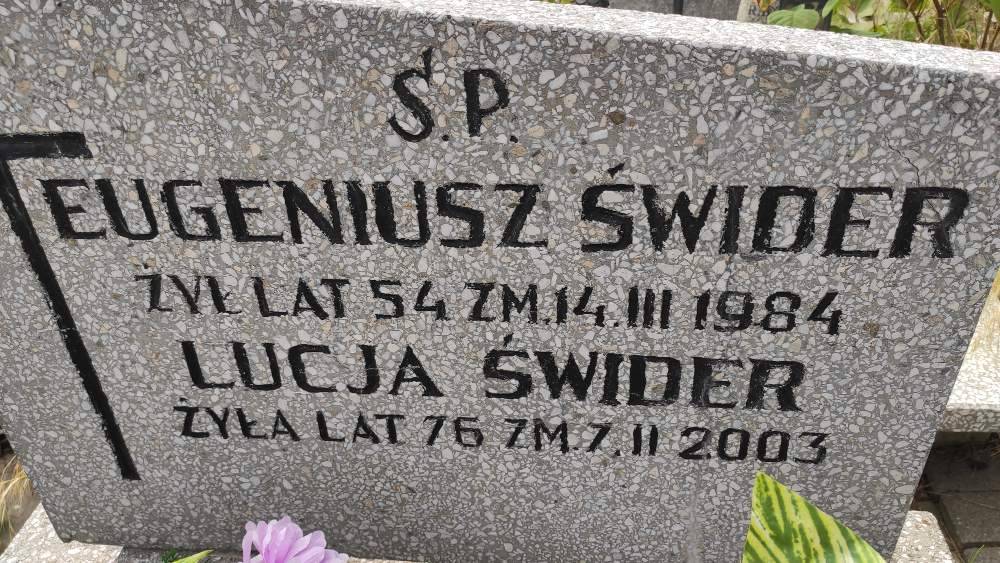 Ś.P.
EUGENIUSZ ŚWIDER
ŻYŁ LAT 54 ZM.14.III 1984
LUCJA ŚWIDER
ŻYŁA LAT 76 ZM.7.II 2003